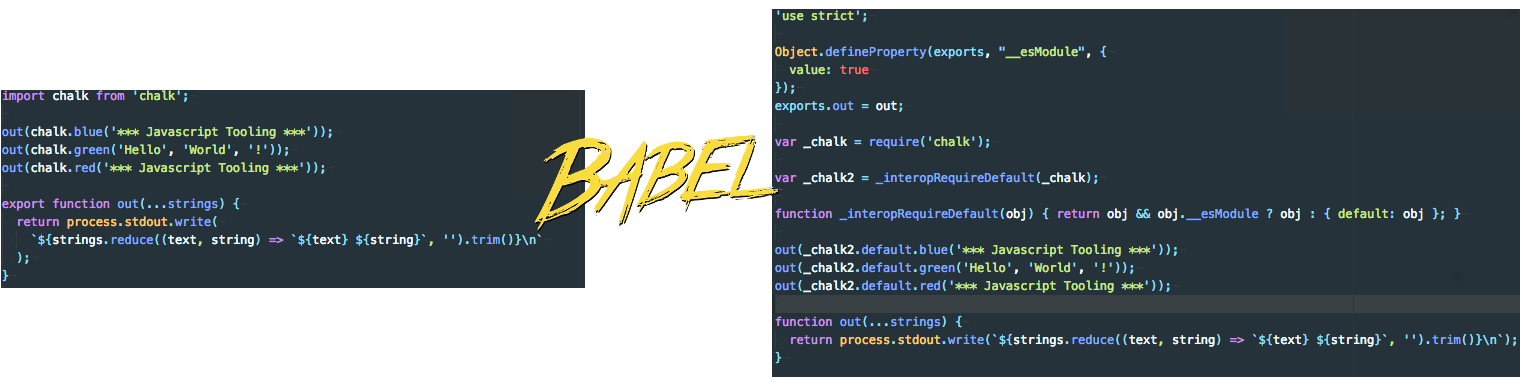 import chalk from 'chalk';

out(chalk.blue('*** Javascript Tooling ***'));
out(chalk.green('Hello', 'World', '!'));
out(chalk.red('*** Javascript Tooling ***'));

export function out(...strings) {
  return process.stdout.write(
    `${strings.reduce((text, string) => `${text} ${string}`, '').trim()}\n`
  );
}

BABEL

'use strict';

Object.defineProperty(exports, "__esModule", {
  value: true
});
exports.out = out;

var _chalk = require('chalk');

var _chalk2 = _interopRequireDefault(_chalk);

function _interopRequireDefault(obj) { return obj && obj.__esModule ? obj : { default: obj }; }

out(_chalk2.default.blue('*** Javascript Tooling ***'));
out(_chalk2.default.green('Hello', 'World', '!'));
out(_chalk2.default.red('*** Javascript Tooling ***'));

function out(...strings) {
  return process.stdout.write(`${strings.reduce((text, string) => `${text} ${string}`, '').trim()}\n`);
}